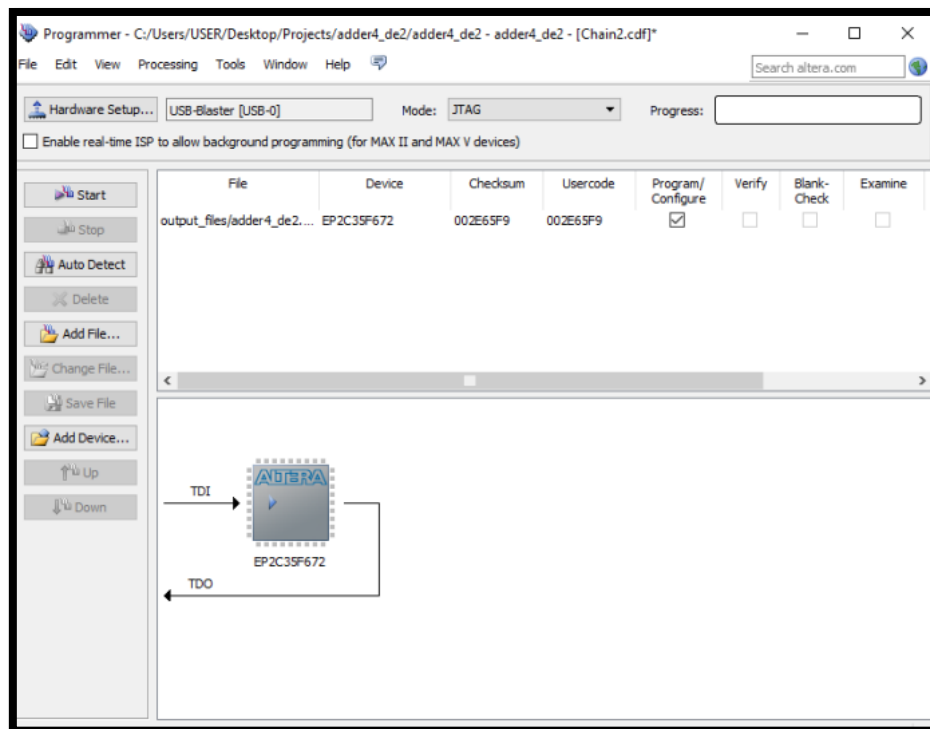 Programmer - C:/Users/USER/Desktop/Projects/adder4_de2/adder4_de2 - adder4_de2 - [Chain2.cdf]*
File Edit View Processing Tools Window Help
Search altera.com
Hardware Setup... USB-Blaster [USB-0] Mode: JTAG Progress:
Enable real-time ISP to allow background programming (for MAX II and MAX V devices)
Start
Stop
Auto Detect
Delete
Add File...
Change File...
Save File
Add Device...
Up
Down
File Device Checksum Usercode Program/ Verify Blank- Examine
Configure Check
output_files/adder4_de2.... EP2C35F672 002E65F9 002E65F9
TDI
ALTERA
EP2C35F672
TDO